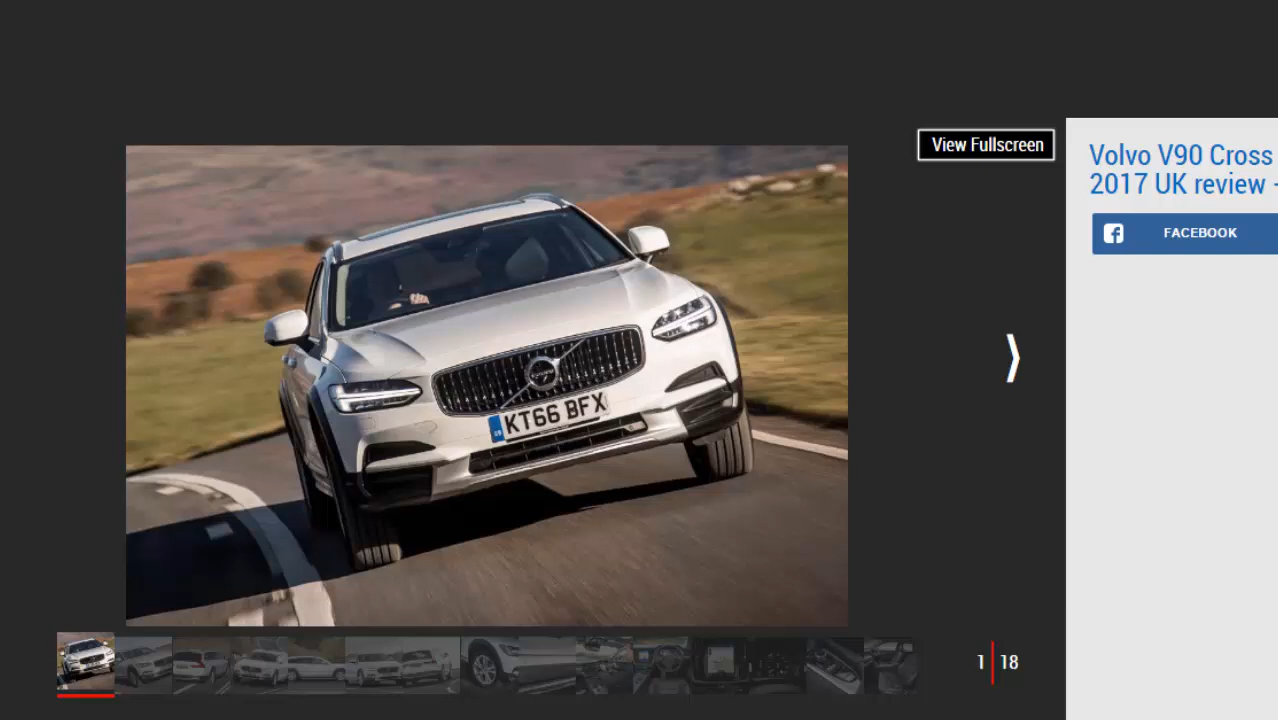 View Fullscreen
Volvo V90 Cross
2017 UK review -
FACEBOOK
KT66 BFX
1 | 18